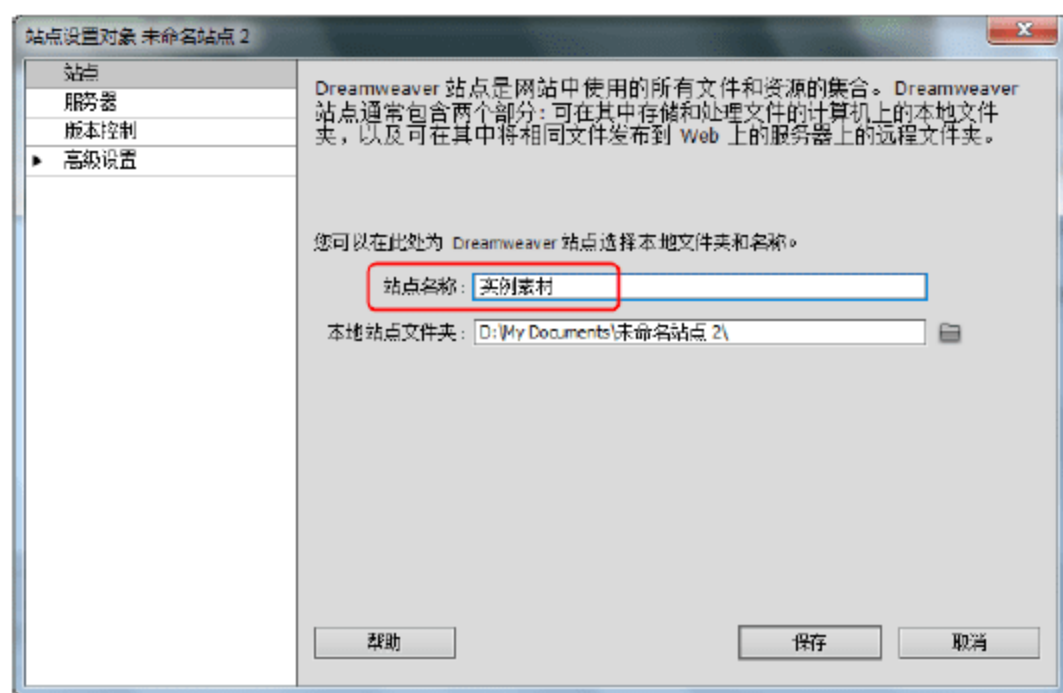 站点设置对象 未命名站点 2
站点
服务器
版本控制
高级设置
Dreamweaver 站点是网站中使用的所有文件和资源的集合。Dreamweaver
站点通常包含两个部分：可在其中存储和处理文件的计算机上的本地文件
夹，以及可在其中将相同文件发布到 Web 上的服务器上的远程文件夹。
您可以在此处为 Dreamweaver 站点选择本地文件夹和名称。
站点名称：实例素材
本地站点文件夹：D:\My Documents\未命名站点 2\
帮助 保存 取消